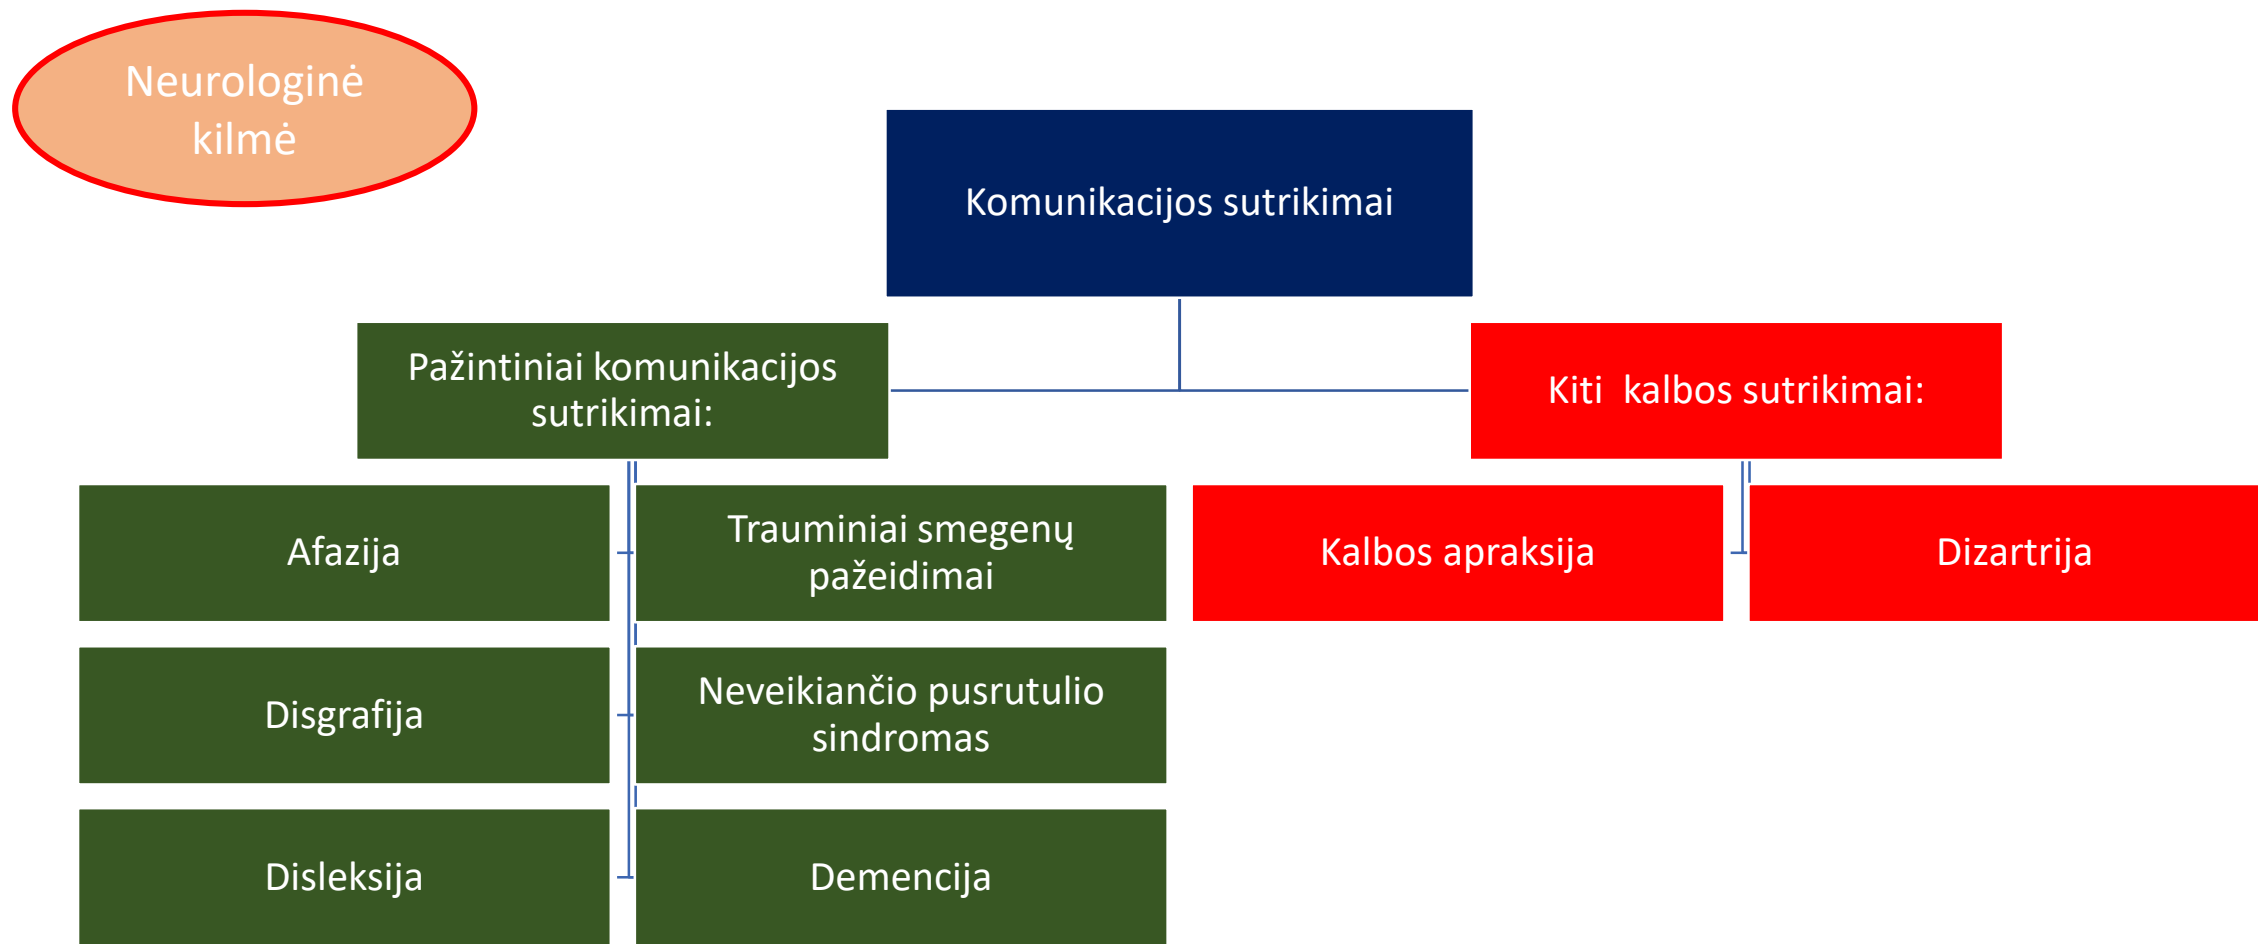 Neurologinė
kilmė
Komunikacijos sutrikimai
Pažintiniai komunikacijos
sutrikimai:
Kiti  kalbos sutrikimai:
Afazija
Trauminiai smegenų
pažeidimai
Kalbos apraksija
Dizartrija
Disgrafija
Neveikiančio pusrutulio
sindromas
Disleksija
Demencija